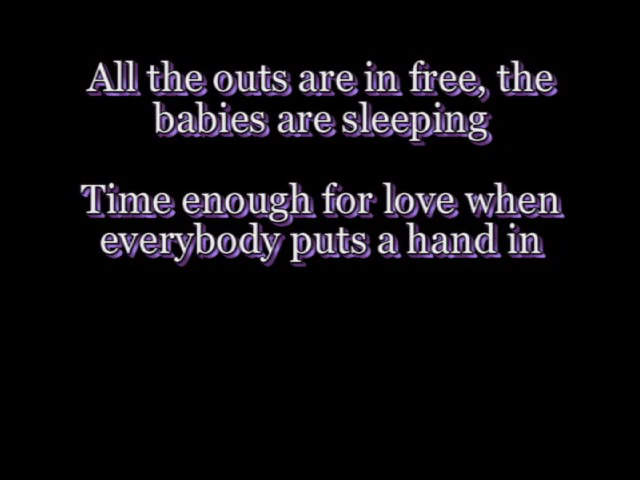 All the outs are in free, the
babies are sleeping
Time enough for love when
everybody puts a hand in